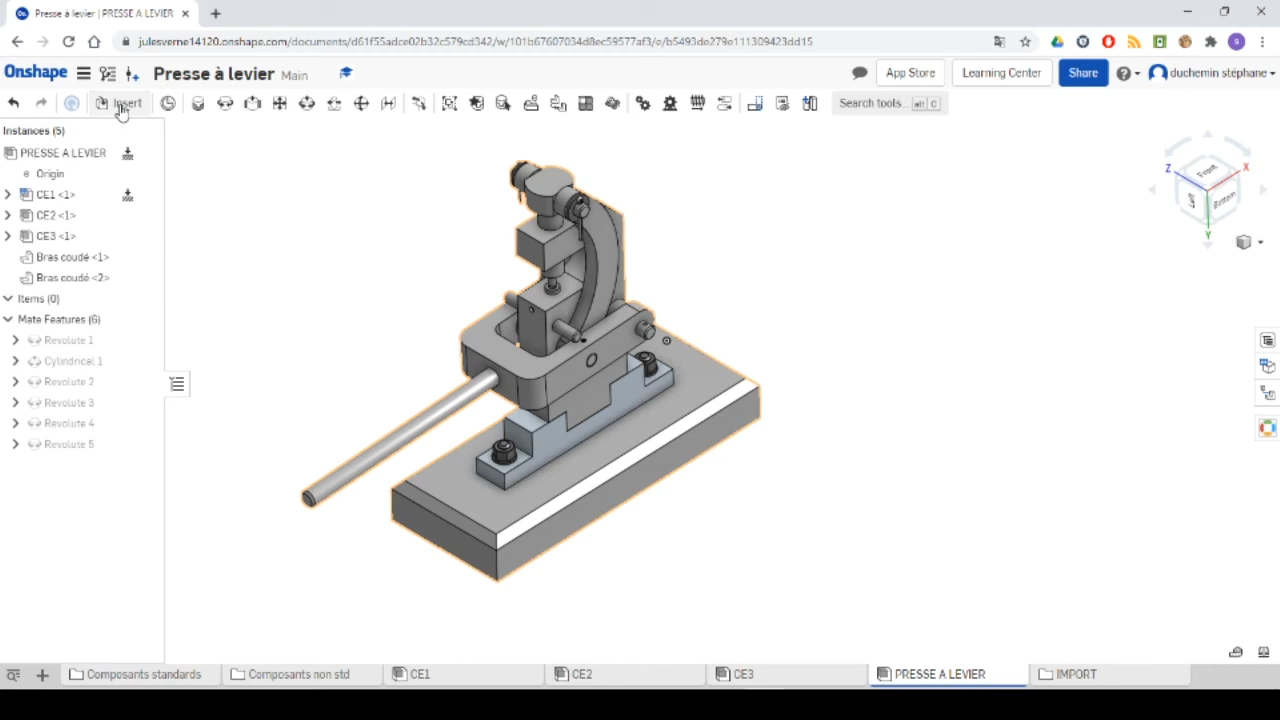 Presse à levier | PRESSE A LEVIER
julesverne14120.onshape.com/documents/d61f55adce02b32c579cd342/w/101b67607034d8ec59577af3/e/b5493de279e111309423dd15
Onshape Presse à levier Main App Store Learning Center Share duchemin stéphane
Insert Search tools... alt C
Instances (5)
PRESSE A LEVIER
Origin
CE1 <1>
CE2 <1>
CE3 <1>
Bras coudé <1>
Bras coudé <2>
Items (0)
Mate Features (6)
Revolute 1
Cylindrical 1
Revolute 2
Revolute 3
Revolute 4
Revolute 5
Z X
Front
Bottom
Y
Composants standards Composants non std CE1 CE2 CE3 PRESSE A LEVIER IMPORT